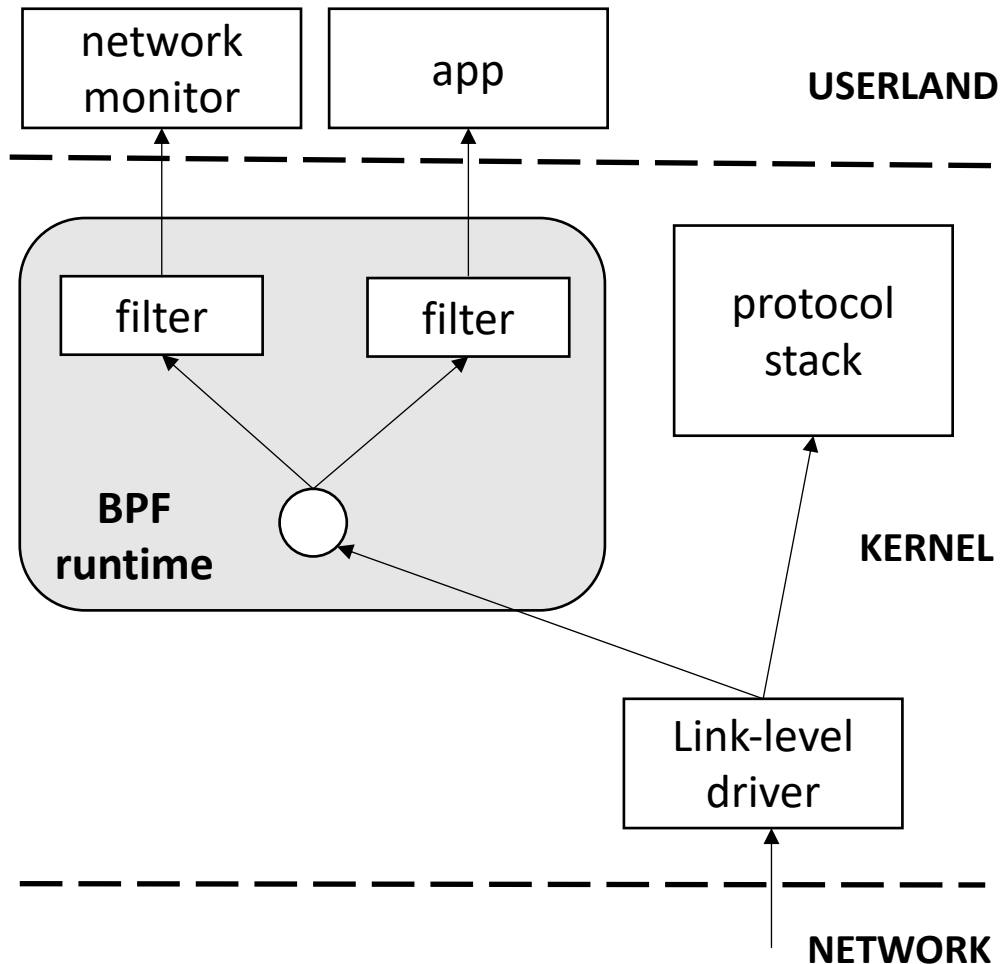 network
monitor
app
USERLAND
filter
filter
protocol
stack
BPF
runtime
KERNEL
Link-level
driver
NETWORK